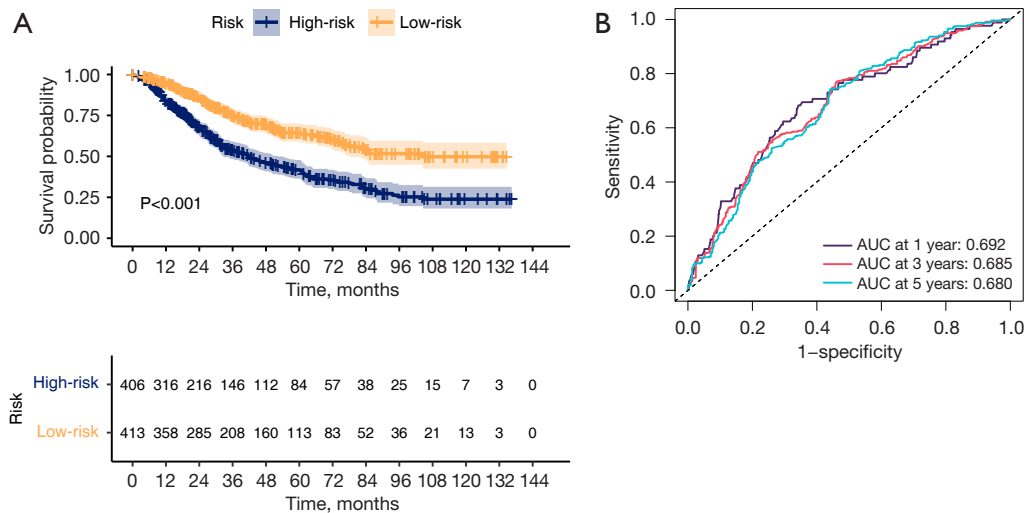 A
Risk High-risk Low-risk
Survival probability
1.00
0.75
0.50
0.25
0.00
P<0.001
0 12 24 36 48 60 72 84 96 108 120 132 144
Time, months
Risk
High-risk 406 316 216 146 112 84 57 38 25 15 7 3 0
Low-risk 413 358 285 208 160 113 83 52 36 21 13 3 0
0 12 24 36 48 60 72 84 96 108 120 132 144
Time, months
B
Sensitivity
1.0
0.8
0.6
0.4
0.2
0.0
AUC at 1 year: 0.692
AUC at 3 years: 0.685
AUC at 5 years: 0.680
0.0 0.2 0.4 0.6 0.8 1.0
1−specificity